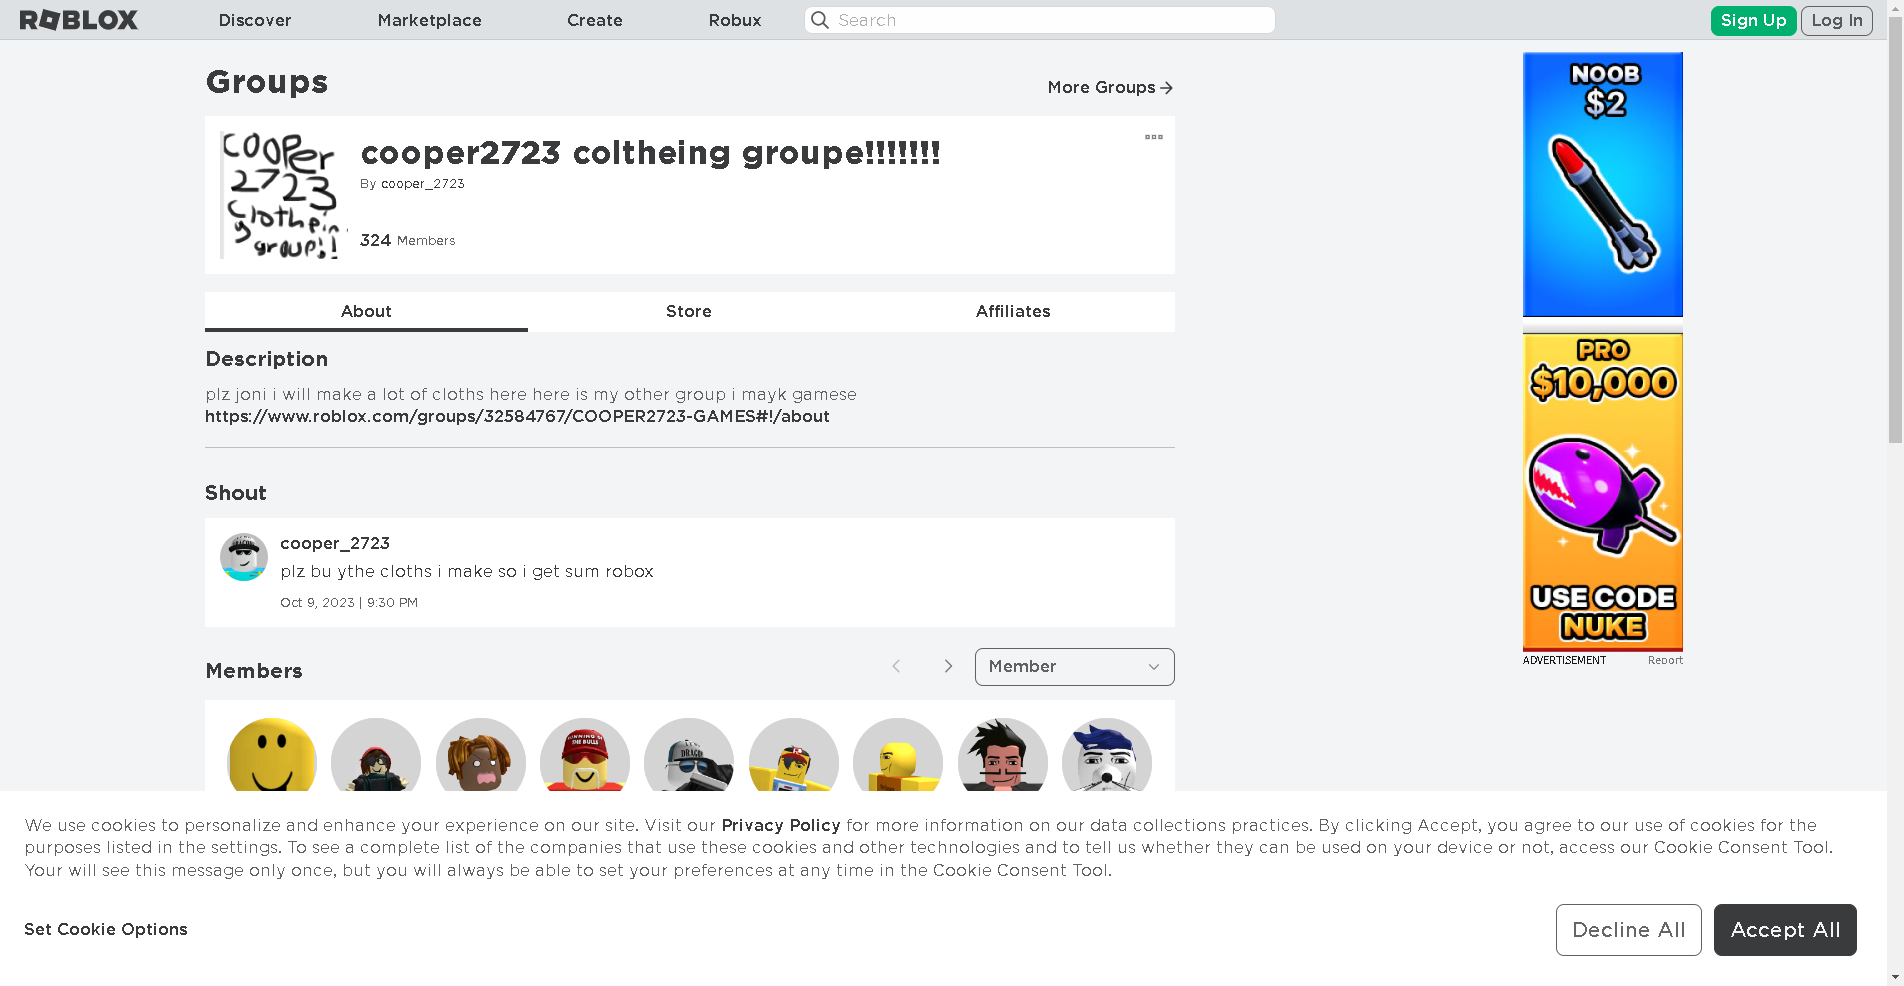 ROBLOX
Discover
Marketplace
Create
Robux
Search
Sign Up
Log In
Groups
More Groups
COOPer
2723
Clothein
group!!
cooper2723 coltheing groupe!!!!!!!
By cooper_2723
324 Members
About
Store
Affiliates
Description
plz joni i will make a lot of cloths here here is my other group i mayk gamese
https://www.roblox.com/groups/32584767/COOPER2723-GAMES#!/about
Shout
cooper_2723
plz bu ythe cloths i make so i get sum robox
Oct 9, 2023 | 9:30 PM
Members
Member
NOOB
$2
PRO
$10,000
USE CODE
NUKE
ADVERTISEMENT
Report
We use cookies to personalize and enhance your experience on our site. Visit our Privacy Policy for more information on our data collections practices. By clicking Accept, you agree to our use of cookies for the
purposes listed in the settings. To see a complete list of the companies that use these cookies and other technologies and to tell us whether they can be used on your device or not, access our Cookie Consent Tool.
Your will see this message only once, but you will always be able to set your preferences at any time in the Cookie Consent Tool.
Set Cookie Options
Decline All
Accept All